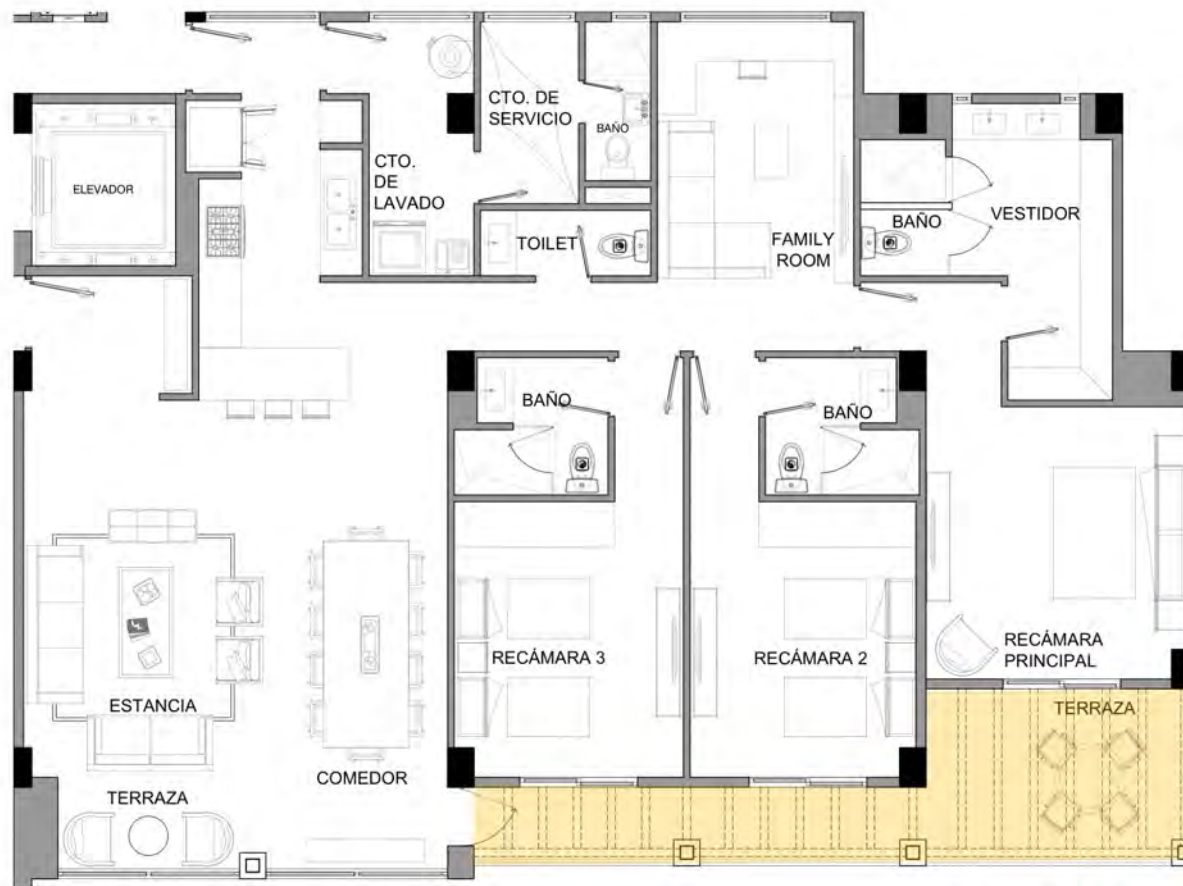 CTO. DE
SERVICIO
BAÑO
CTO.
DE
LAVADO
ELEVADOR
TOILET
FAMILY
ROOM
BAÑO
VESTIDOR
BAÑO
BAÑO
RECÁMARA 3
RECÁMARA 2
RECÁMARA
PRINCIPAL
ESTANCIA
TERRAZA
COMEDOR
TERRAZA